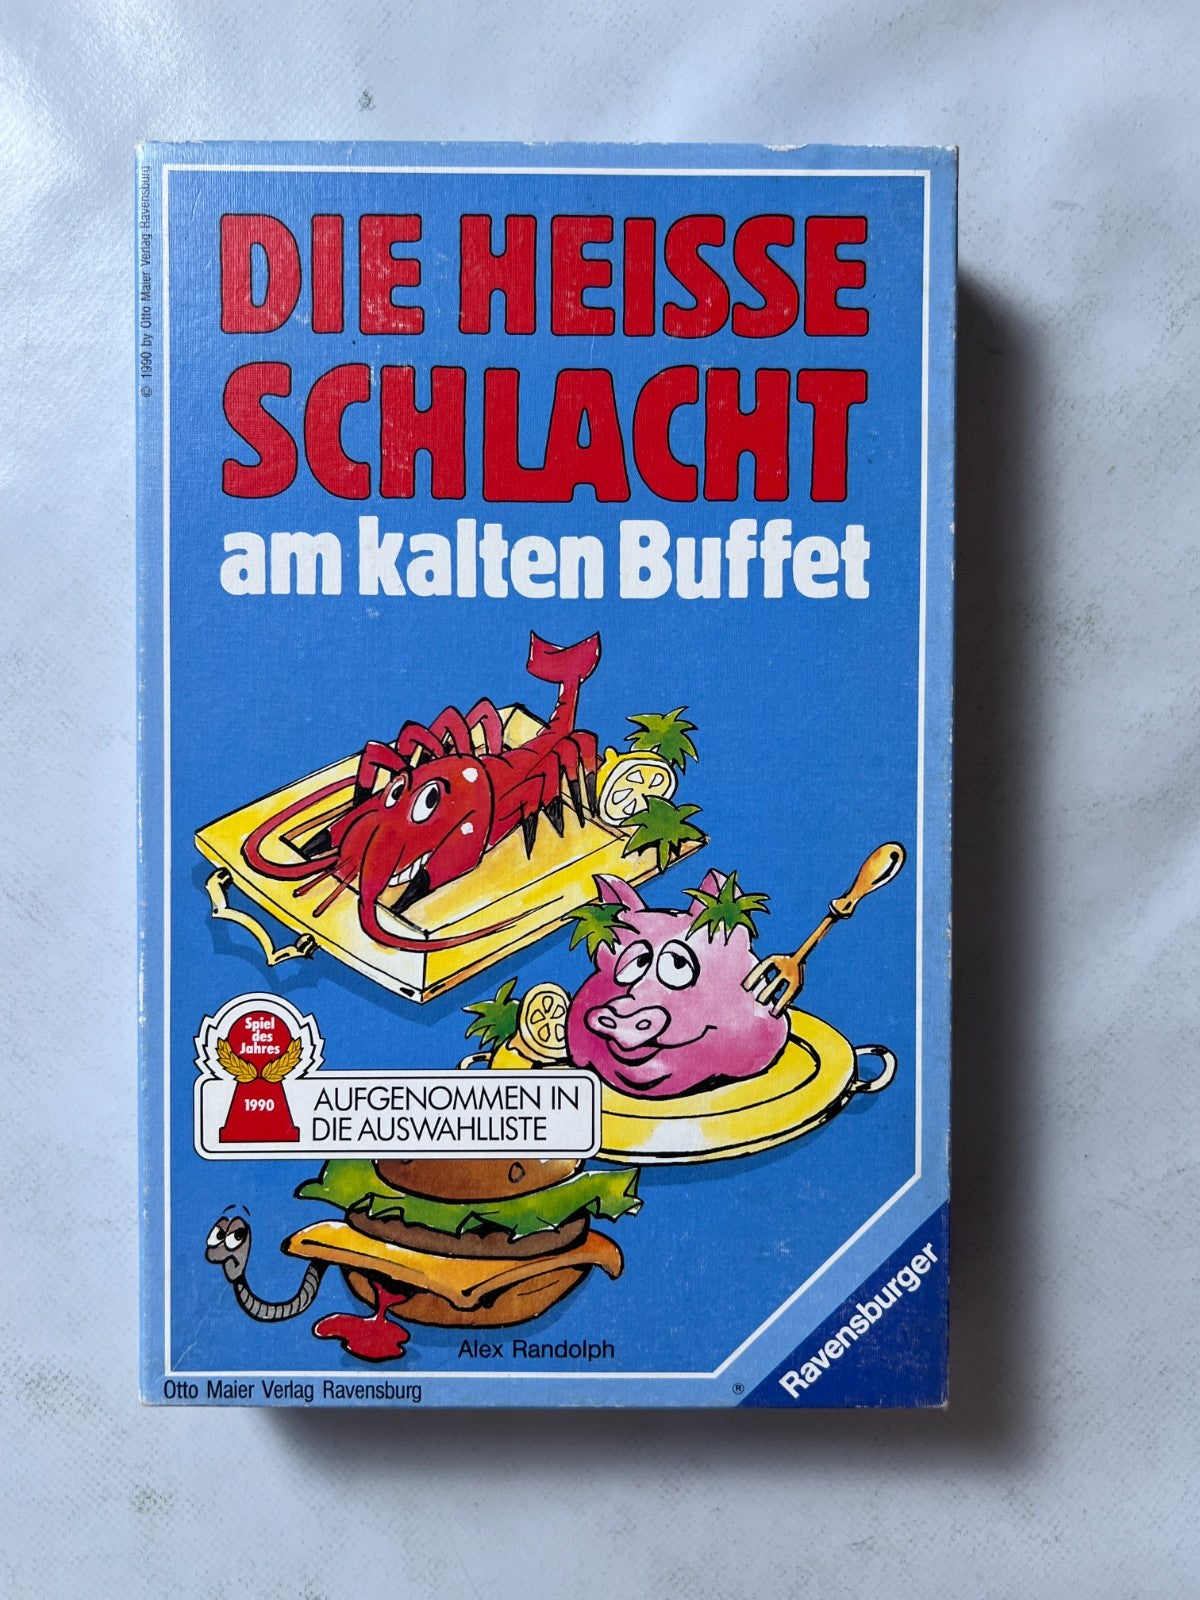 © 1990 by Otto Maier Verlag Ravensburg
DIE HEISSE
SCHLACHT
am kalten Buffet
Spiel
des
Jahres
1990
AUFGENOMMEN IN
DIE AUSWAHLLISTE
Alex Randolph
Otto Maier Verlag Ravensburg
®
Ravensburger